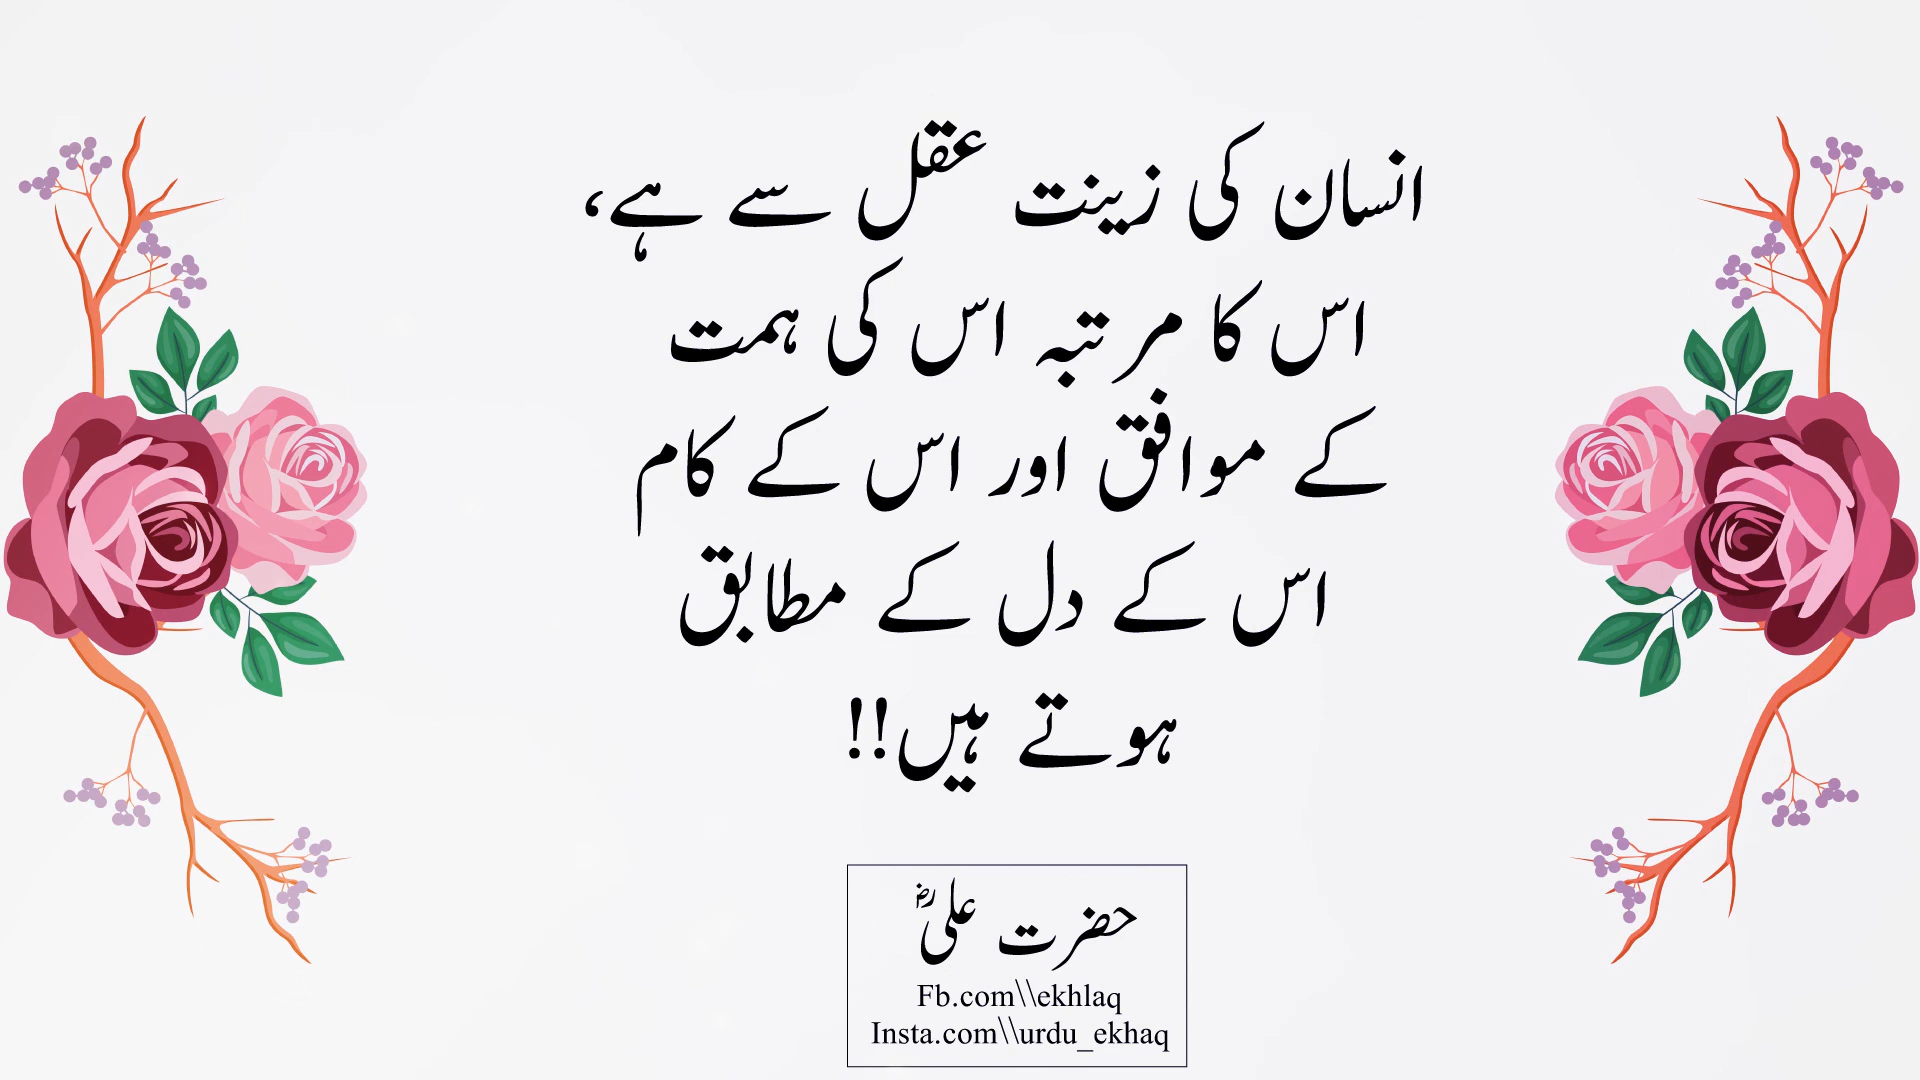 انسان کی زینت عقل سے ہے،
اس کا مرتبہ اس کی ہمت
کے موافق اور اس کے کام
اس کے دل کے مطابق
ہوتے ہیں!!
حضرت علیؓ
Fb.com\\ekhlaq
Insta.com\\urdu_ekhaq